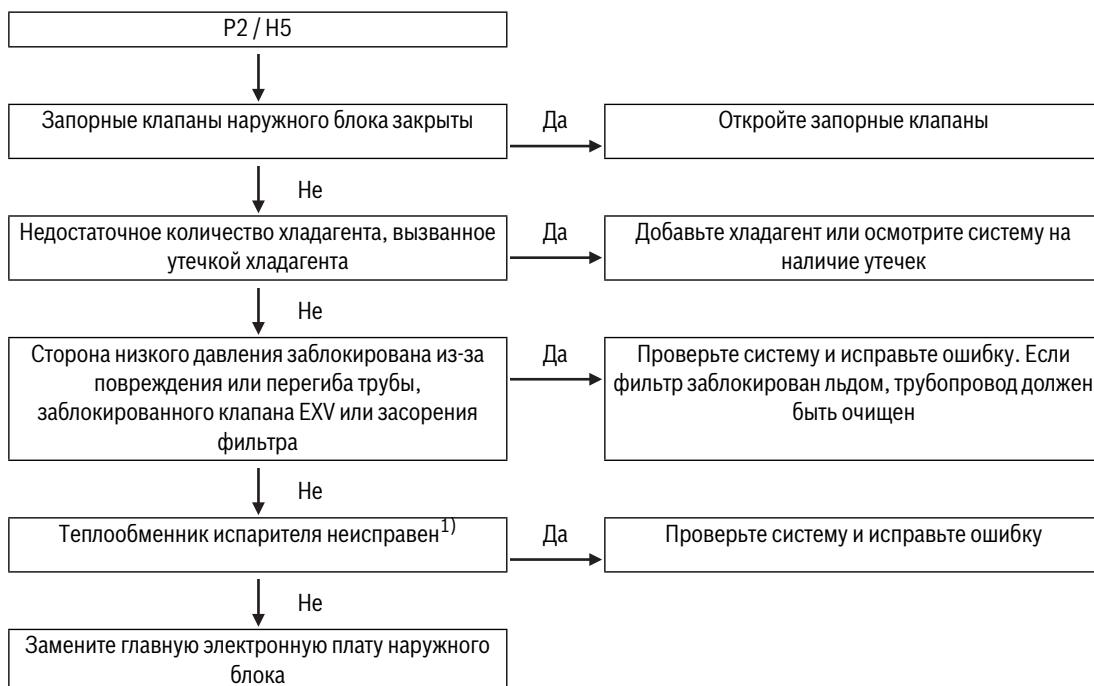 P2 / H5
Запорные клапаны наружного блока закрыты
Да
Откройте запорные клапаны
Не
Недостаточное количество хладагента, вызванное
утечкой хладагента
Да
Добавьте хладагент или осмотрите систему на
наличие утечек
Не
Сторона низкого давления заблокирована из-за
повреждения или перегиба трубы,
заблокированного клапана EXV или засорения
фильтра
Да
Проверьте систему и исправьте ошибку. Если
фильтр заблокирован льдом, трубопровод должен
быть очищен
Не
Теплообменник испарителя неисправен1)
Да
Проверьте систему и исправьте ошибку
Не
Замените главную электронную плату наружного
блока